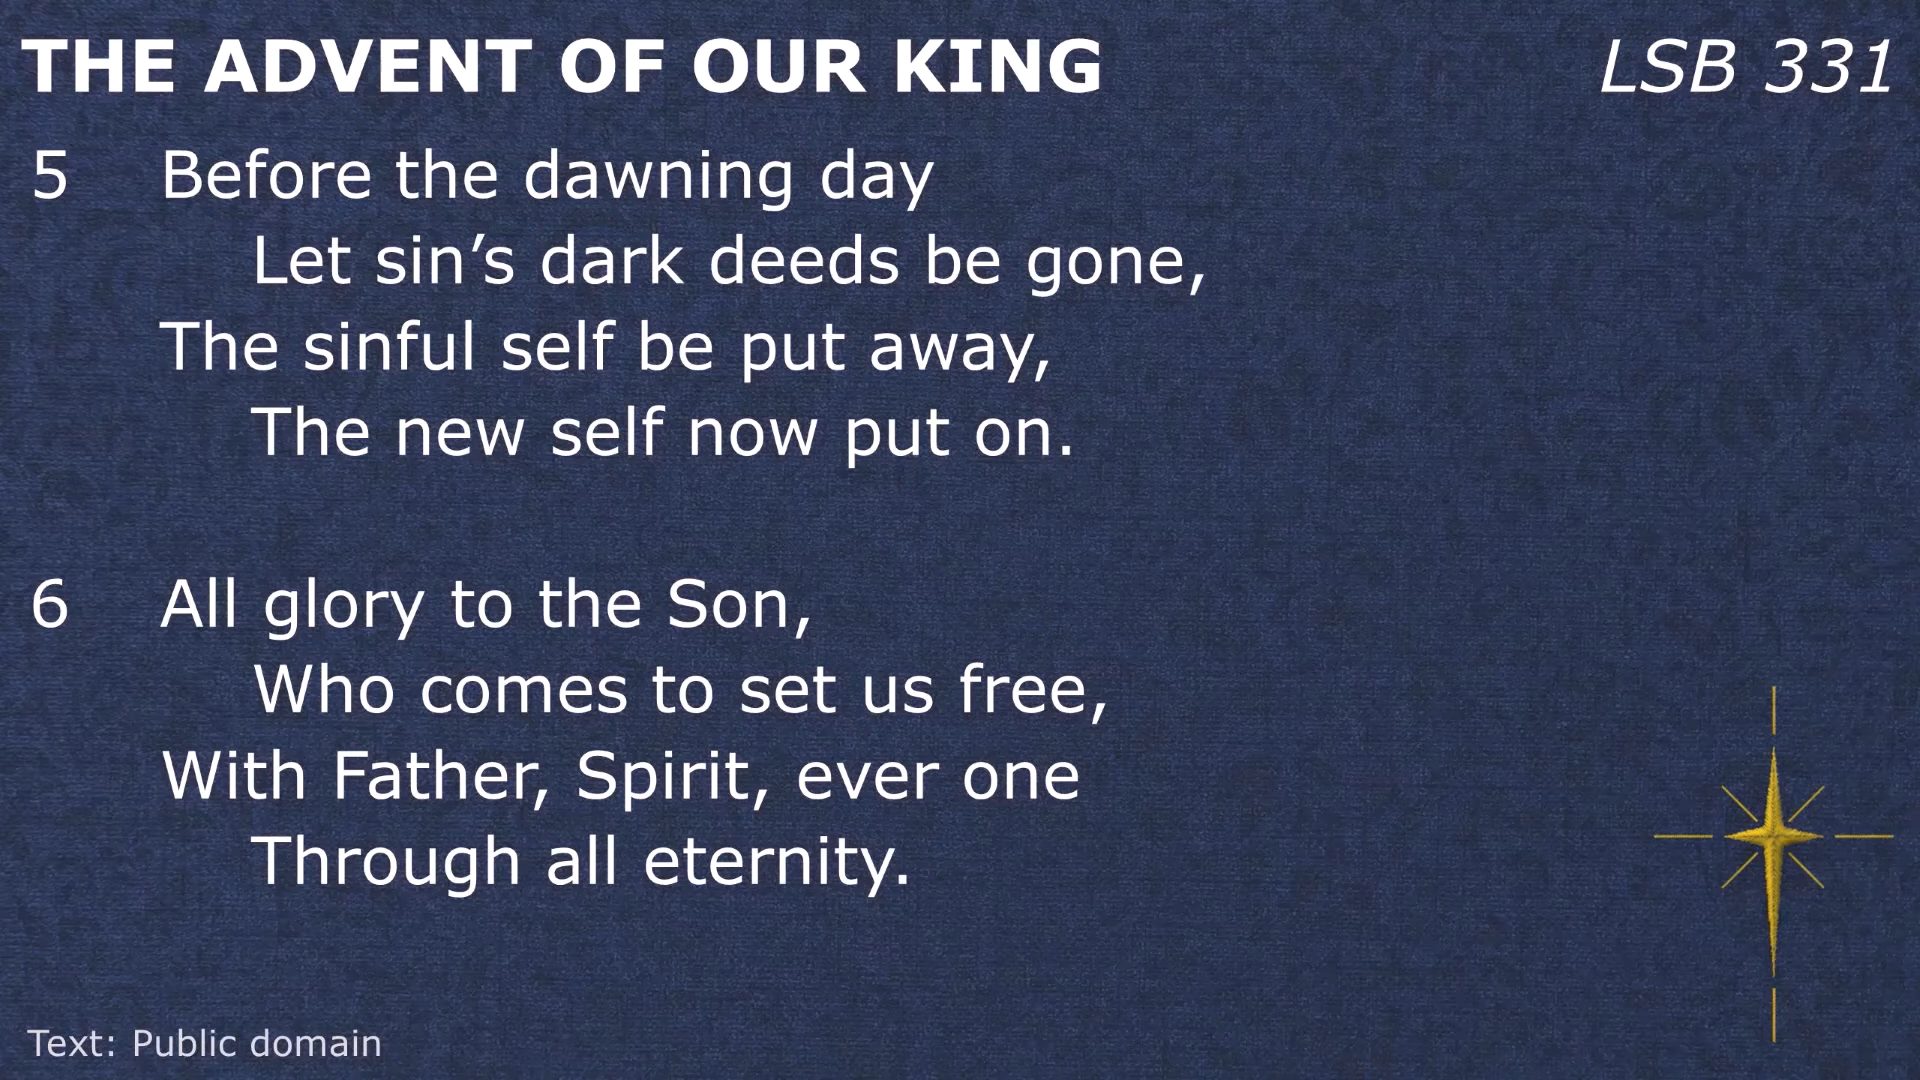 THE ADVENT OF OUR KING LSB 331
5 Before the dawning day
Let sin’s dark deeds be gone,
The sinful self be put away,
The new self now put on.
6 All glory to the Son,
Who comes to set us free,
With Father, Spirit, ever one
Through all eternity.
Text: Public domain